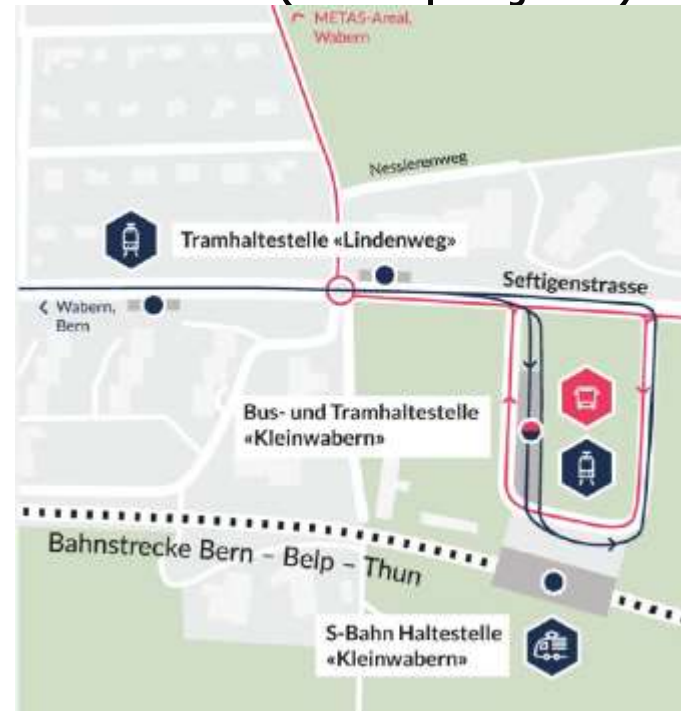 METAS-Areal,
Wabern
Nesslerenweg
Tramhaltestelle «Lindenweg»
Seftigenstrasse
Wabern,
Bern
Bus- und Tramhaltestelle
«Kleinwabern»
Bahnstrecke Bern – Belp – Thun
S-Bahn Haltestelle
«Kleinwabern»